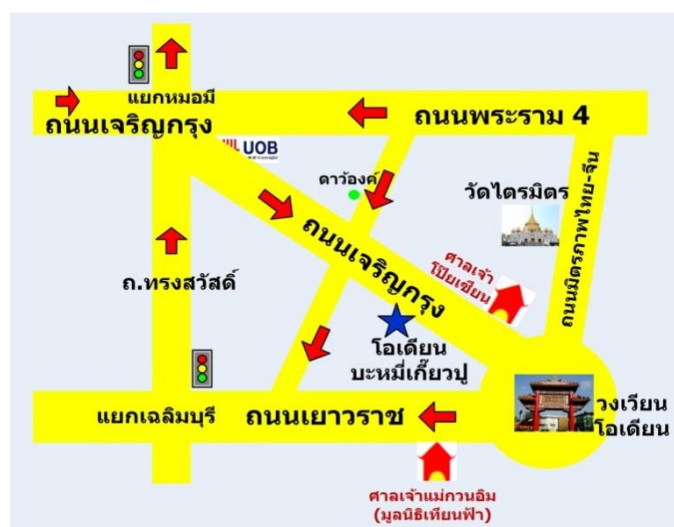 แยกหมอมี
ถนนเจริญกรุง
UOB
ถนนพระราม 4
ดาว้องค์
วัดไตรมิตร
ถนนมิตรภาพไทย-จีน
ถนนเจริญกรุง
ศาลเจ้า
โป๊ยเซียน
ถ.ทรงสวัสดิ์
โอเดียน
บะหมี่เกี๊ยวปู
แยกเฉลิมบุรี
ถนนเยาวราช
วงเวียน
โอเดียน
ศาลเจ้าแม่กวนอิม
(มูลนิธิเทียนฟ้า)